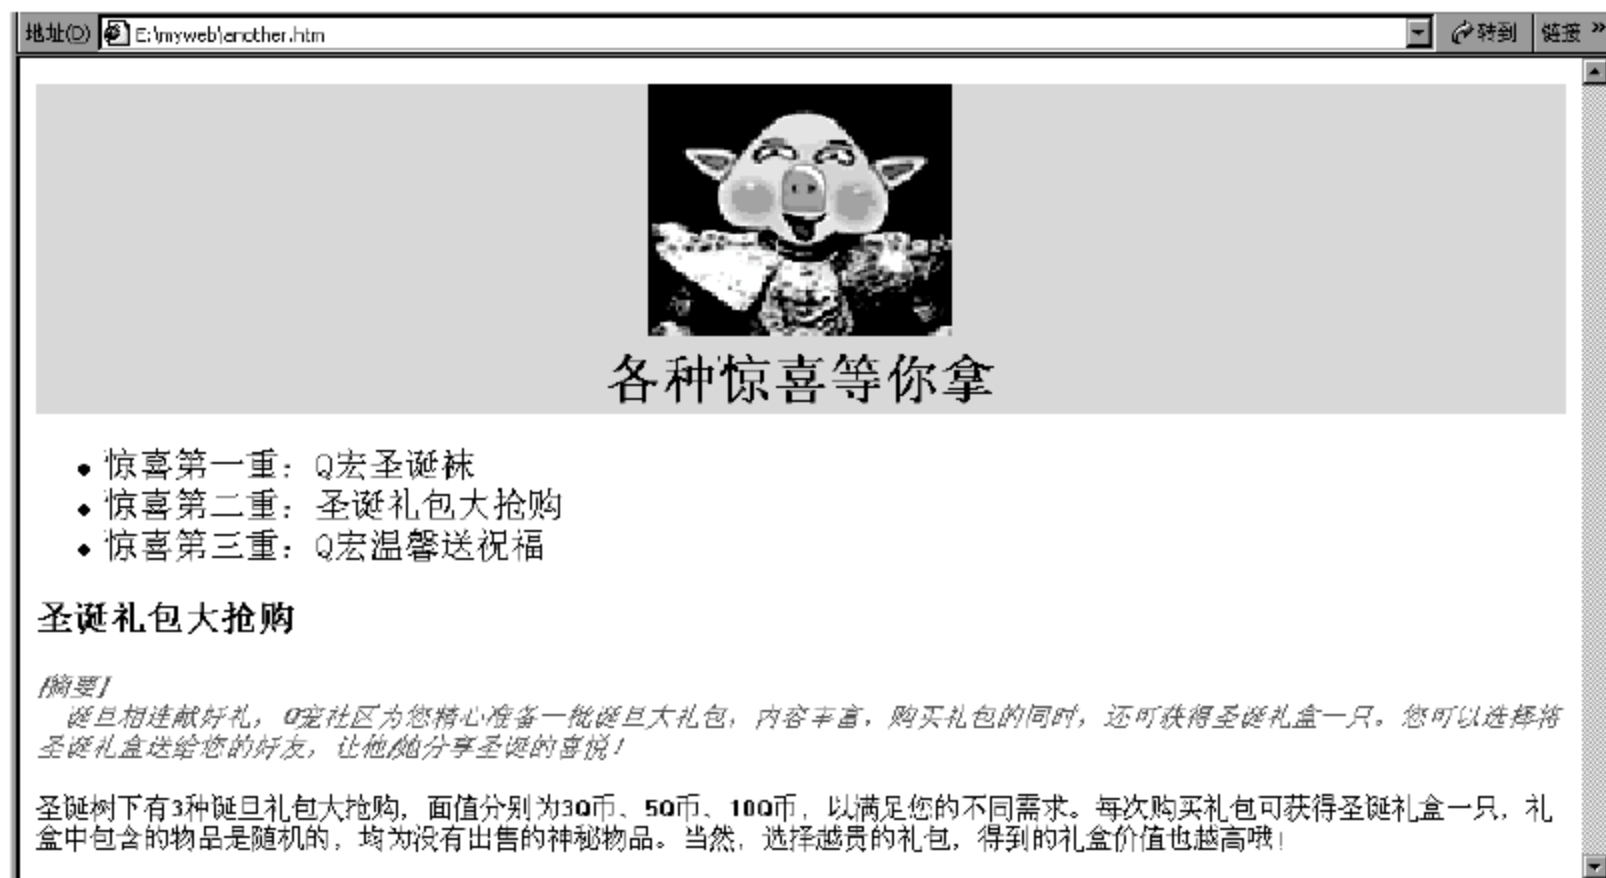 地址(D) E:\myweb\another.htm 转到 链接 »
各种惊喜等你拿
• 惊喜第一重：Q宏圣诞袜
• 惊喜第二重：圣诞礼包大抢购
• 惊喜第三重：Q宏温馨送祝福
圣诞礼包大抢购
[摘要]
诞旦相连献好礼，Q宠社区为您精心准备一批诞旦大礼包，内容丰富，购买礼包的同时，还可获得圣诞礼盒一只。您可以选择将
圣诞礼盒送给您的好友，让他/她分享圣诞的喜悦！
圣诞树下有3种诞旦礼包大抢购，面值分别为3Q币、5Q币、10Q币，以满足您的不同需求。每次购买礼包可获得圣诞礼盒一只，礼
盒中包含的物品是随机的，均为没有出售的神秘物品。当然，选择越贵的礼包，得到的礼盒价值也越高哦！